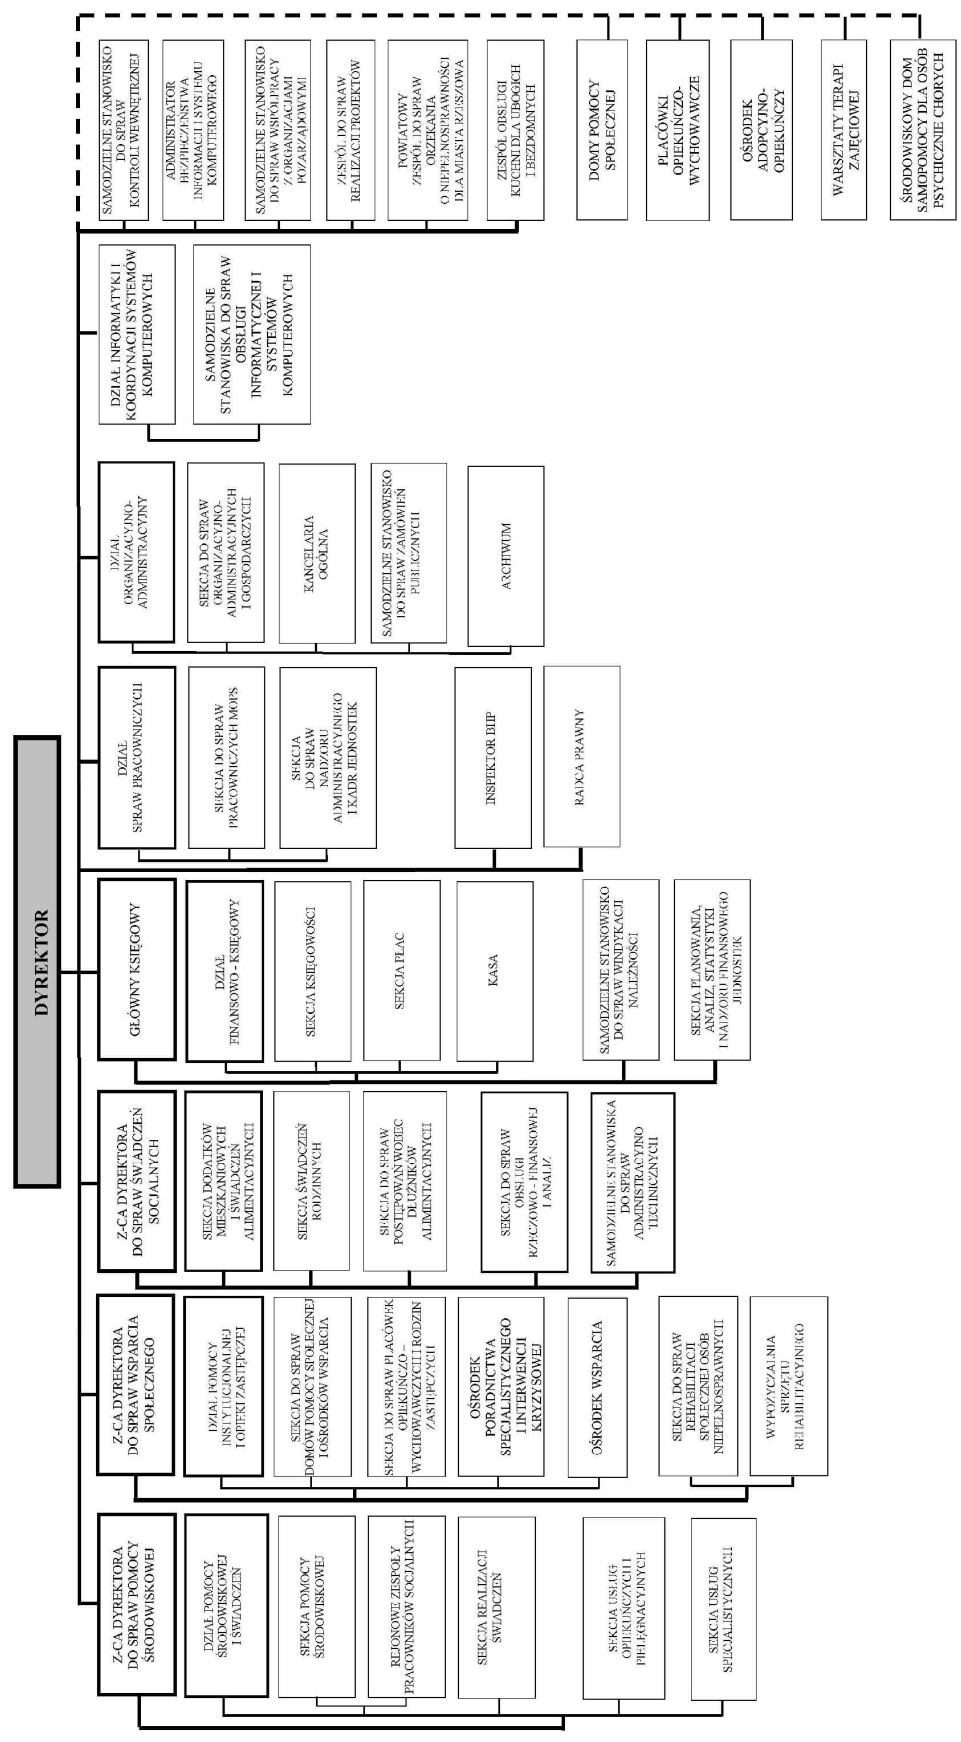 DYREKTOR
Z-CA DYREKTORA
DO SPRAW POMOCY
ŚRODOWISKOWEJ
DZIAŁ POMOCY
ŚRODOWISKOWEJ
I ŚWIADCZEŃ
SEKCJA POMOCY
ŚRODOWISKOWEJ
REJONOWE ZESPOŁY
PRACOWNIKÓW SOCJALNYCH
SEKCJA REALIZACJI
ŚWIADCZEŃ
SEKCJA USŁUG
OPIEKUŃCZYCH I
PIELĘGNACYJNYCH
SEKCJA USŁUG
SPECJALISTYCZNYCH
Z-CA DYREKTORA
DO SPRAW WSPARCIA
SPOŁECZNEGO
DZIAŁ POMOCY
INSTYTUCJONALNEJ
I OPIEKI ZASTĘPCZEJ
SEKCJA DO SPRAW
DOMÓW POMOCY SPOŁECZNEJ
I OŚRODKÓW WSPARCIA
SEKCJA DO SPRAW PLACÓWEK
OPIEKUŃCZO –
WYCHOWAWCZYCH I RODZIN
ZASTĘPCZYCH
OŚRODEK
PORADNICTWA
SPECJALISTYCZNEGO
I INTERWENCJI
KRYZYSOWEJ
OŚRODEK WSPARCIA
SEKCJA DO SPRAW
REHABILITACJI
SPOŁECZNEJ OSÓB
NIEPEŁNOSPRAWNYCH
WYPOŻYCZALNIA
SPRZĘTU
REHABILITACYJNEGO
Z-CA DYREKTORA
DO SPRAW ŚWIADCZEŃ
SOCJALNYCH
SEKCJA DODATKÓW
MIESZKANIOWYCH
I ŚWIADCZEŃ
ALIMENTACYJNYCH
SEKCJA ŚWIADCZEŃ
RODZINNYCH
SEKCJA DO SPRAW
POSTĘPOWAŃ WOBEC
DŁUŻNIKÓW
ALIMENTACYJNYCH
SEKCJA DO SPRAW
OBSŁUGI
RZECZOWO - FINANSOWEJ
I ANALIZ
SAMODZIELNE STANOWISKA
DO SPRAW
ADMINISTRACYJNO
TECHNICZNYCH
GŁÓWNY KSIĘGOWY
DZIAŁ
FINANSOWO - KSIĘGOWY
SEKCJA KSIĘGOWOŚCI
SEKCJA PŁAC
KASA
SAMODZIELNE STANOWISKO
DO SPRAW WINDYKACJI
NALEŻNOŚCI
SEKCJA PLANOWANIA,
ANALIZ, STATYSTYKI
I NADZORU FINANSOWEGO
JEDNOSTEK
DZIAŁ
SPRAW PRACOWNICZYCH
SEKCJA DO SPRAW
PRACOWNICZYCH MOPS
SEKCJA
DO SPRAW
NADZORU
ADMINISTRACYJNEGO
I KADR JEDNOSTEK
INSPEKTOR BHP
RADCA PRAWNY
DZIAŁ
ORGANIZACYJNO-
ADMINISTRACYJNY
SEKCJA DO SPRAW
ORGANIZACYJNO-
ADMINISTRACYJNYCH
I GOSPODARCZYCH
KANCELARIA
OGÓLNA
SAMODZIELNE STANOWISKO
DO SPRAW ZAMÓWIEŃ
PUBLICZNYCH
ARCHIWUM
DZIAŁ INFORMATYKI I
KOORDYNACJI SYSTEMÓW
KOMPUTEROWYCH
SAMODZIELNE
STANOWISKA DO SPRAW
OBSŁUGI
INFORMATYCZNEJ I
SYSTEMÓW
KOMPUTEROWYCH
SAMODZIELNE STANOWISKO
DO SPRAW
KONTROLI WEWNĘTRZNEJ
ADMINISTRATOR
BEZPIECZEŃSTWA
INFORMACJI I SYSTEMU
KOMPUTEROWEGO
SAMODZIELNE STANOWISKO
DO SPRAW WSPÓŁPRACY
Z ORGANIZACJAMI
POZARZĄDOWYMI
ZESPÓŁ DO SPRAW
REALIZACJI PROJEKTÓW
POWIATOWY
ZESPÓŁ DO SPRAW
ORZEKANIA
O NIEPEŁNOSPRAWNOŚCI
DLA MIASTA RZESZOWA
ZESPÓŁ OBSŁUGI
KUCHNI DLA UBOGICH
I BEZDOMNYCH
DOMY POMOCY
SPOŁECZNEJ
PLACÓWKI
OPIEKUŃCZO-
WYCHOWAWCZE
OŚRODEK
ADOPCYJNO-
OPIEKUŃCZY
WARSZTATY TERAPI
ZAJĘCIOWEJ
ŚRODOWISKOWY DOM
SAMOPOMOCY DLA OSÓB
PSYCHICZNIE CHORYCH